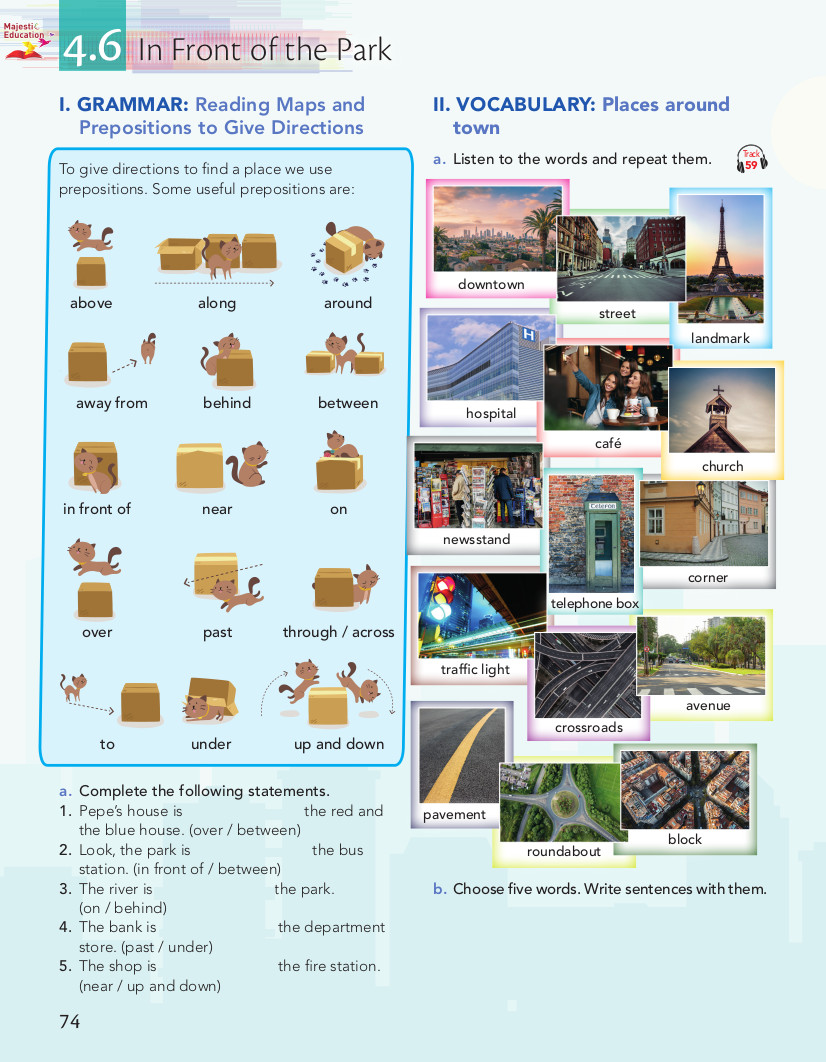 Majestic
Education
4.6 In Front of the Park
I. GRAMMAR: Reading Maps and
Prepositions to Give Directions
To give directions to find a place we use
prepositions. Some useful prepositions are:
above
along
around
away from
behind
between
in front of
near
on
over
past
through / across
to
under
up and down
a. Complete the following statements.
1. Pepe's house is the red and
the blue house. (over / between)
2. Look, the park is the bus
station. (in front of / between)
3. The river is the park.
(on / behind)
4. The bank is the department
store. (past / under)
5. The shop is the fire station.
(near / up and down)
74
II. VOCABULARY: Places around
town
a. Listen to the words and repeat them.
Track
59
downtown
street
landmark
H
hospital
café
church
newsstand
Celeron
telephone box
corner
traffic light
crossroads
avenue
pavement
roundabout
block
b. Choose five words. Write sentences with them.